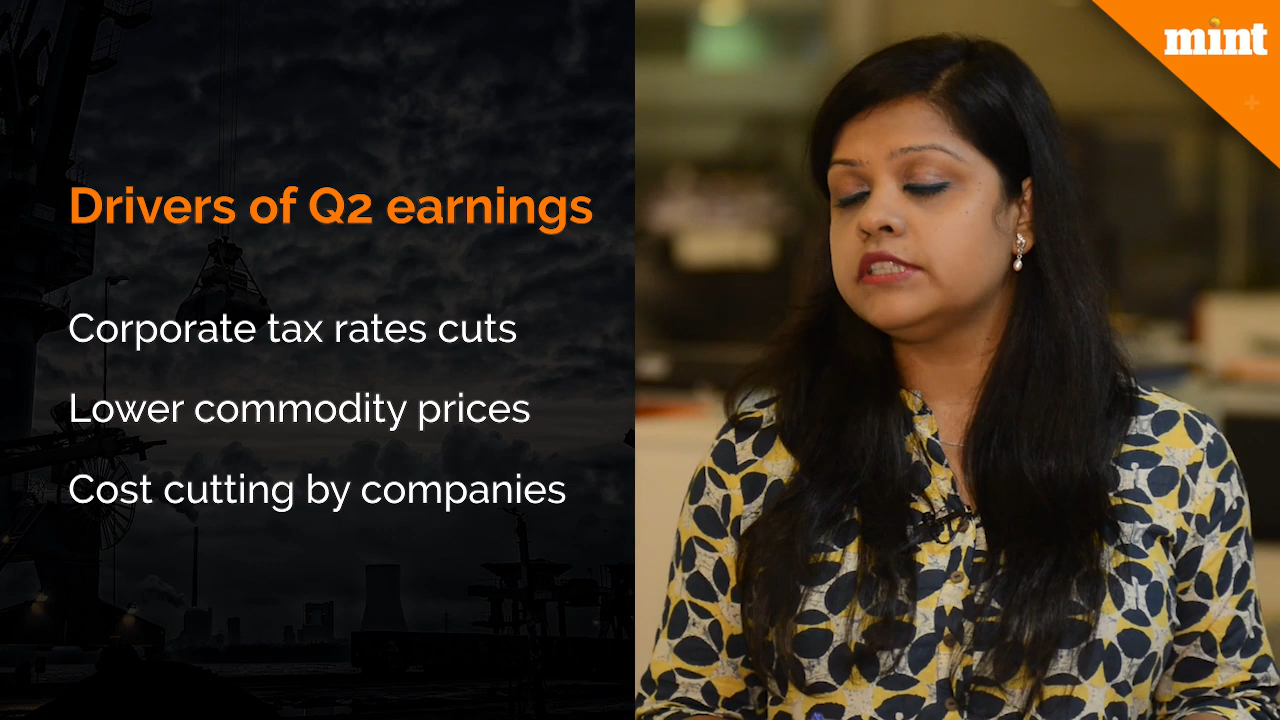 mint
Drivers of Q2 earnings
Corporate tax rates cuts
Lower commodity prices
Cost cutting by companies